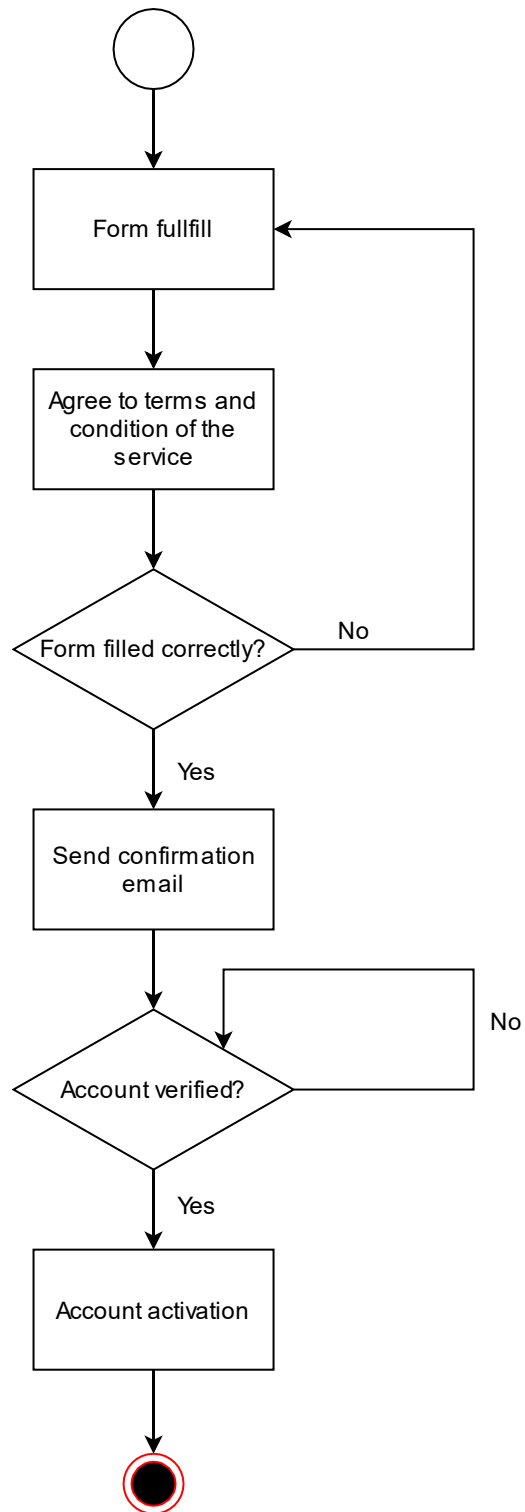 Form fullfill
Agree to terms and
condition of the
service
Form filled correctly?
No
Yes
Send confirmation
email
No
Account verified?
Yes
Account activation